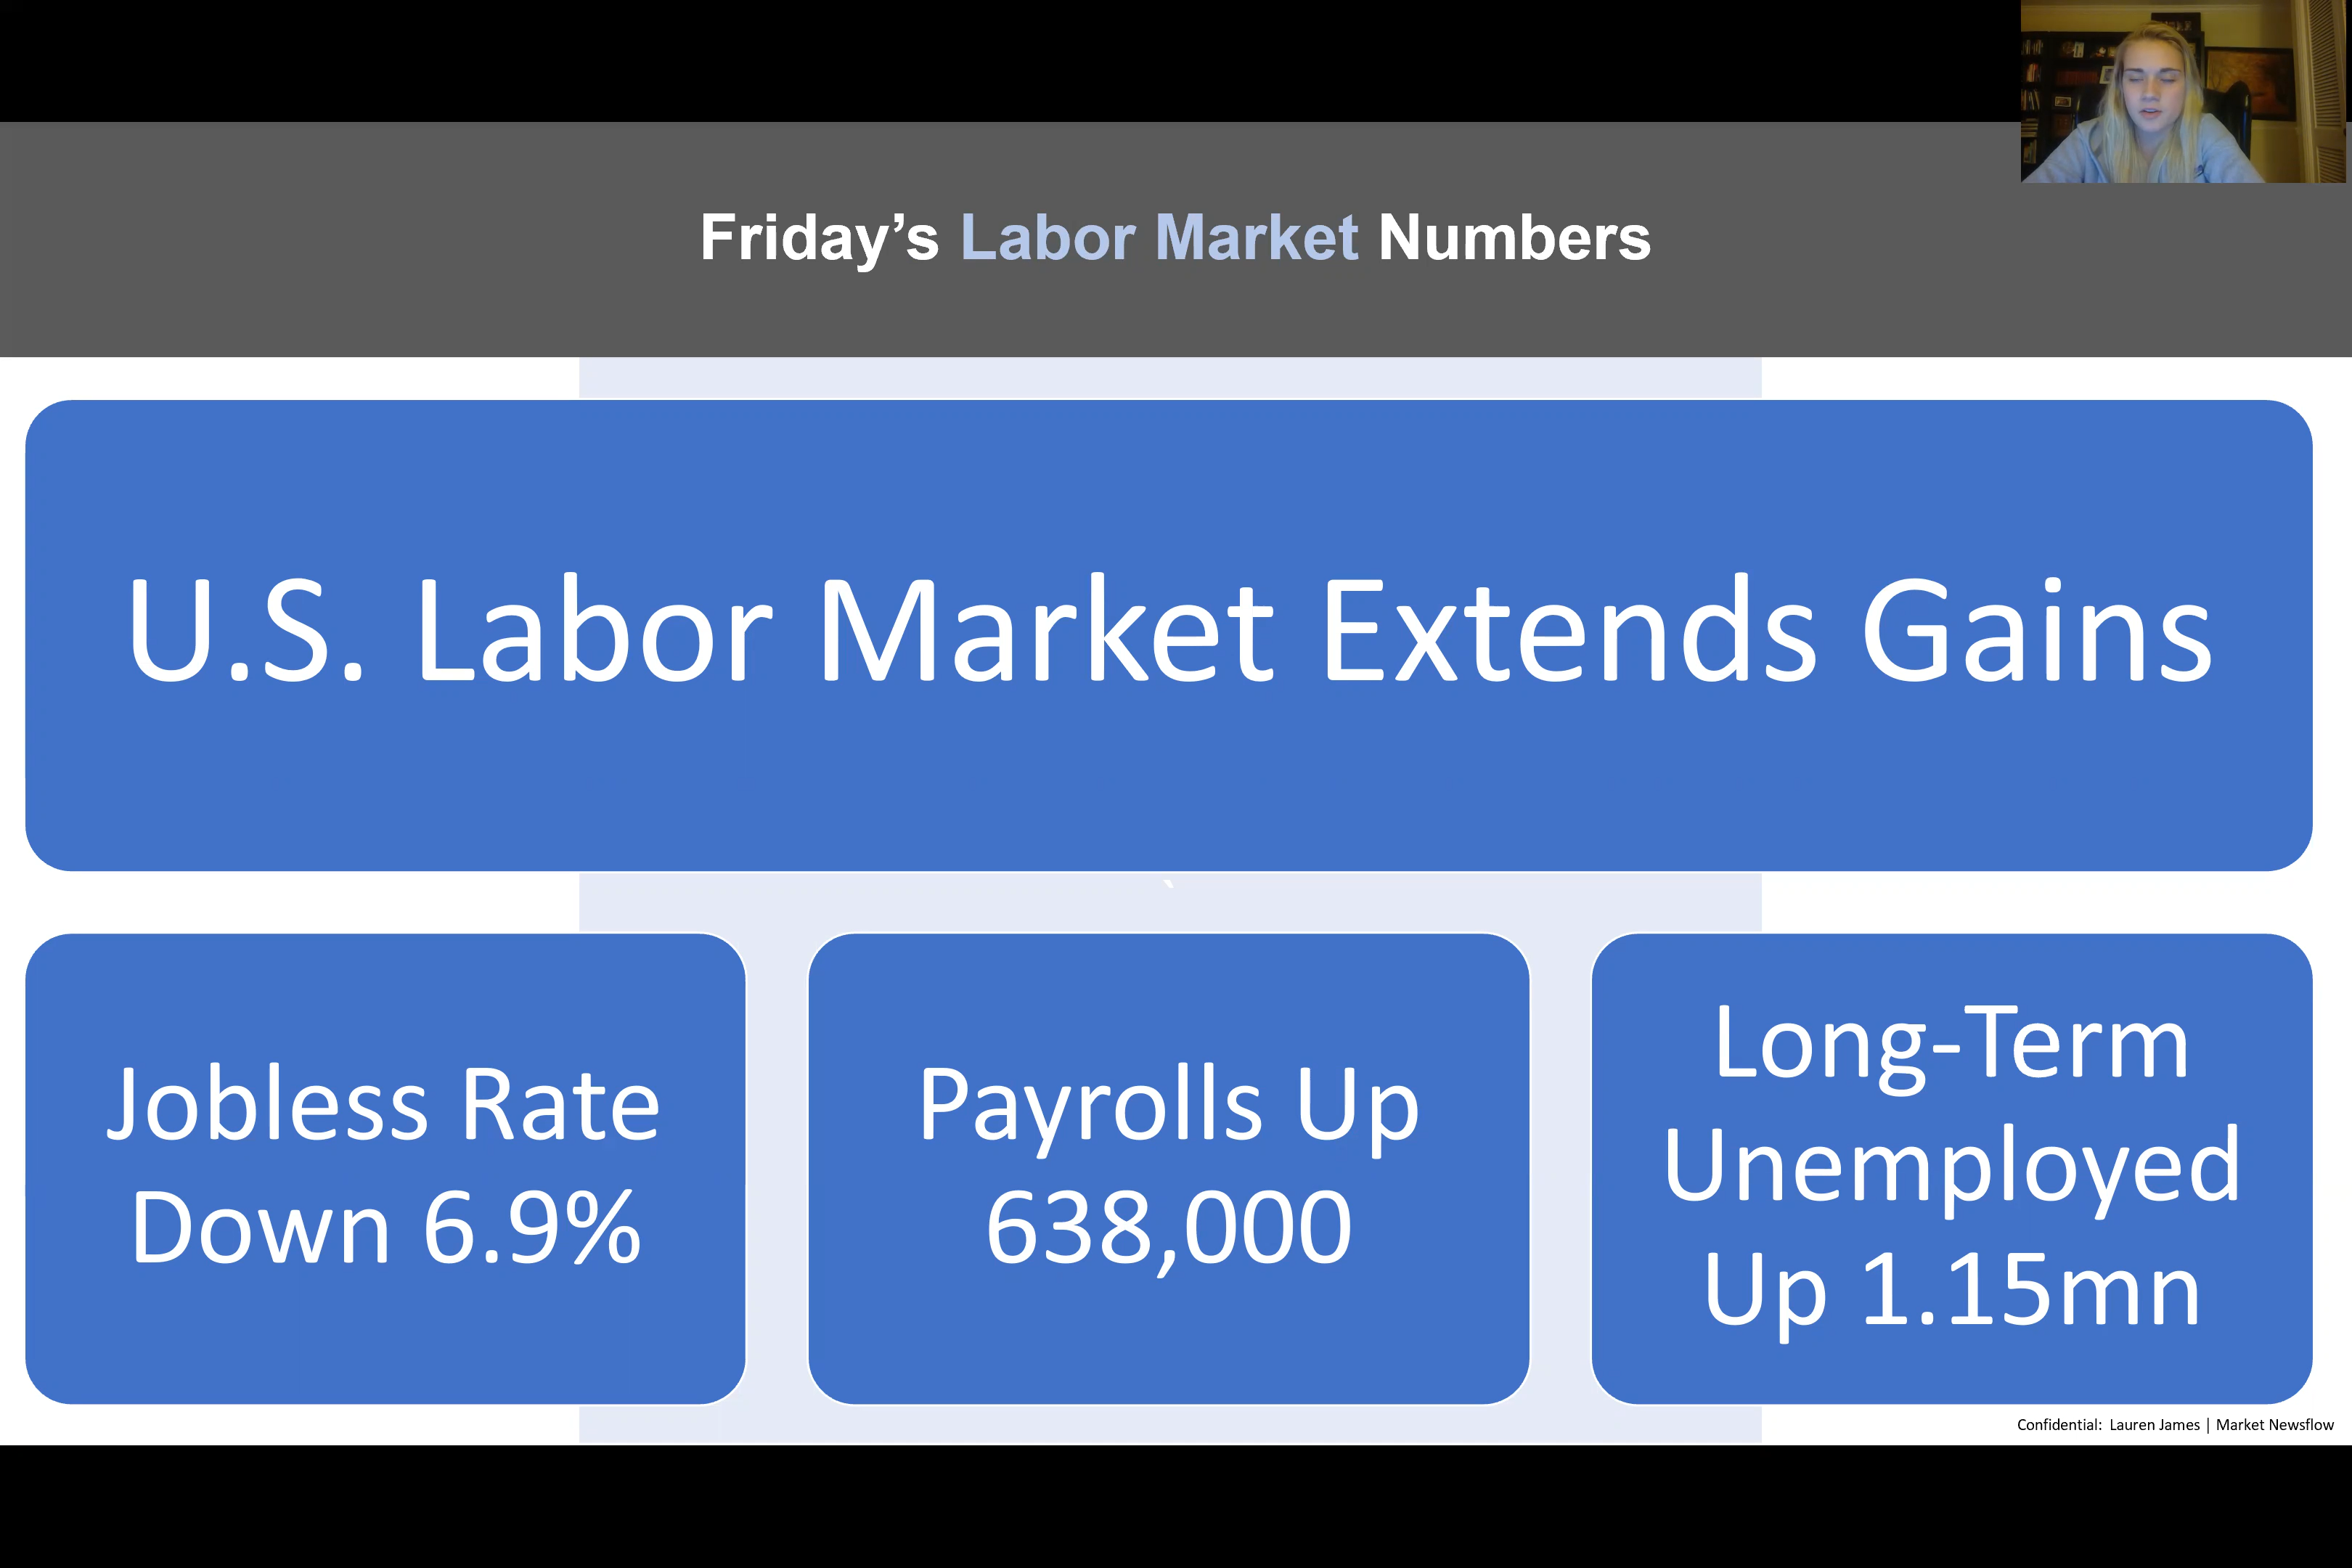 Friday’s Labor Market Numbers
U.S. Labor Market Extends Gains
Jobless Rate
Down 6.9%
Payrolls Up
638,000
Long-Term
Unemployed
Up 1.15mn
Confidential: Lauren James | Market Newsflow